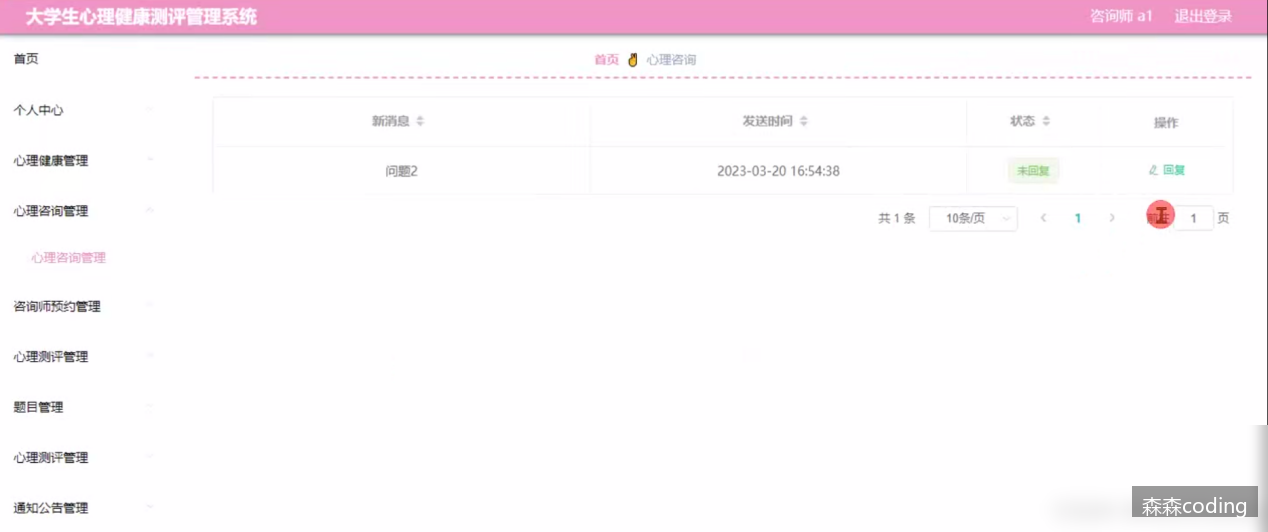 大学生心理健康测评管理系统
咨询师 a1 退出登录
首页
首页 心理咨询
个人中心
心理健康管理
心理咨询管理
心理咨询管理
咨询师预约管理
心理测评管理
题目管理
心理测评管理
通知公告管理
新消息 发送时间 状态 操作
问题2 2023-03-20 16:54:38 未回复 回复
共 1 条 10条/页 1 前往 1 页
森森coding